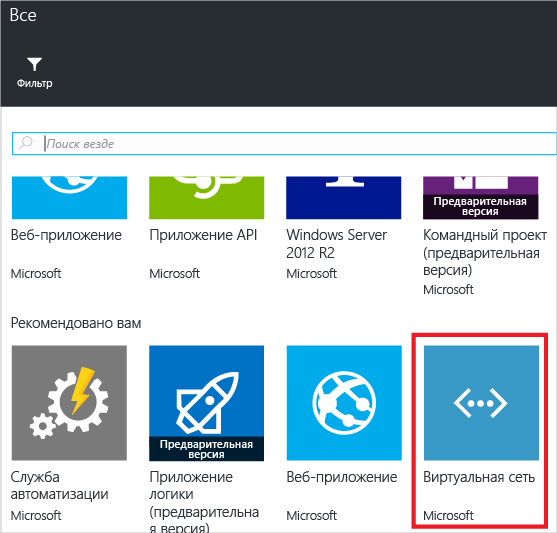 Все
Фильтр
Поиск везде
Предварительная
версия
Веб-приложение
Microsoft
Приложение API
Microsoft
Windows Server
2012 R2
Microsoft
Командный проект
(предварительная
версия)
Microsoft
Рекомендовано вам
Служба
автоматизации
Microsoft
Предварительная
версия
Приложение
логики
(предварительна
я версия)
Веб-приложение
Microsoft
Виртуальная сеть
Microsoft